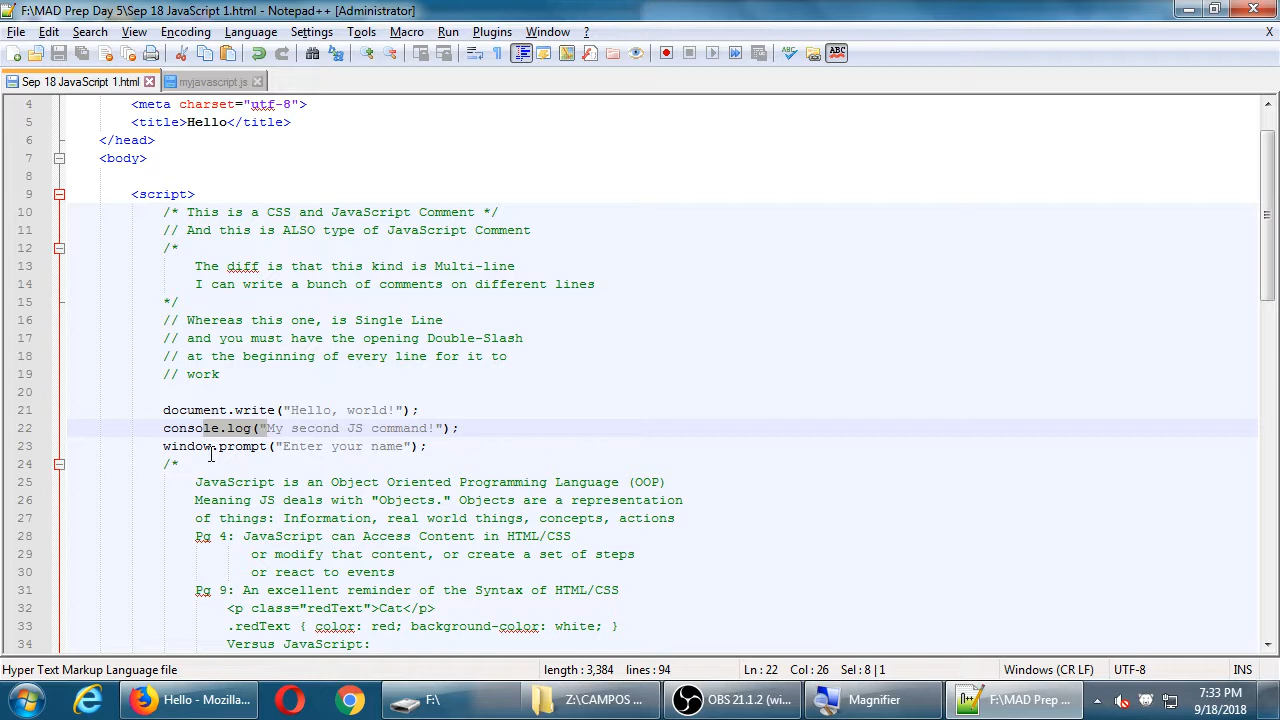 F:\MAD Prep Day 5\Sep 18 JavaScript 1.html - Notepad++ [Administrator]
File Edit Search View Encoding Language Settings Tools Macro Run Plugins Window ? X
ABC
Sep 18 JavaScript 1.html myjavascript.js
4 <meta charset="utf-8">
5 <title>Hello</title>
6 </head>
7 <body>
8
9 <script>
10 /* This is a CSS and JavaScript Comment */
11 // And this is ALSO type of JavaScript Comment
12 /*
13 The diff is that this kind is Multi-line
14 I can write a bunch of comments on different lines
15 */
16 // Whereas this one, is Single Line
17 // and you must have the opening Double-Slash
18 // at the beginning of every line for it to
19 // work
20
21 document.write("Hello, world!");
22 console.log("My second JS command!");
23 window.prompt("Enter your name");
24 /*
25 JavaScript is an Object Oriented Programming Language (OOP)
26 Meaning JS deals with "Objects." Objects are a representation
27 of things: Information, real world things, concepts, actions
28 Pg 4: JavaScript can Access Content in HTML/CSS
29 or modify that content, or create a set of steps
30 or react to events
31 Pg 9: An excellent reminder of the Syntax of HTML/CSS
32 <p class="redText">Cat</p>
33 .redText { color: red; background-color: white; }
34 Versus JavaScript:
Hyper Text Markup Language file length : 3,384 lines : 94 Ln : 22 Col : 26 Sel : 8 | 1 Windows (CR LF) UTF-8 INS
Hello - Mozilla... F:\ Z:\CAMPOS ... OBS 21.1.2 (wi... Magnifier F:\MAD Prep ... 7:33 PM
9/18/2018